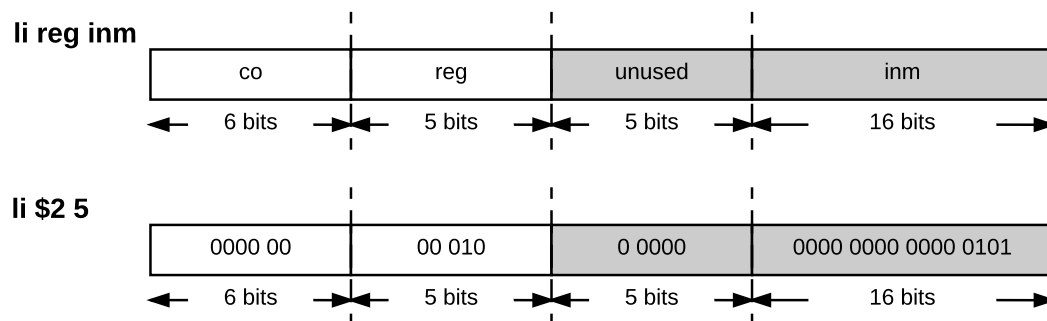 li reg inm
co reg unused inm
6 bits 5 bits 5 bits 16 bits
li $2 5
0000 00 00 010 0 0000 0000 0000 0000 0101
6 bits 5 bits 5 bits 16 bits